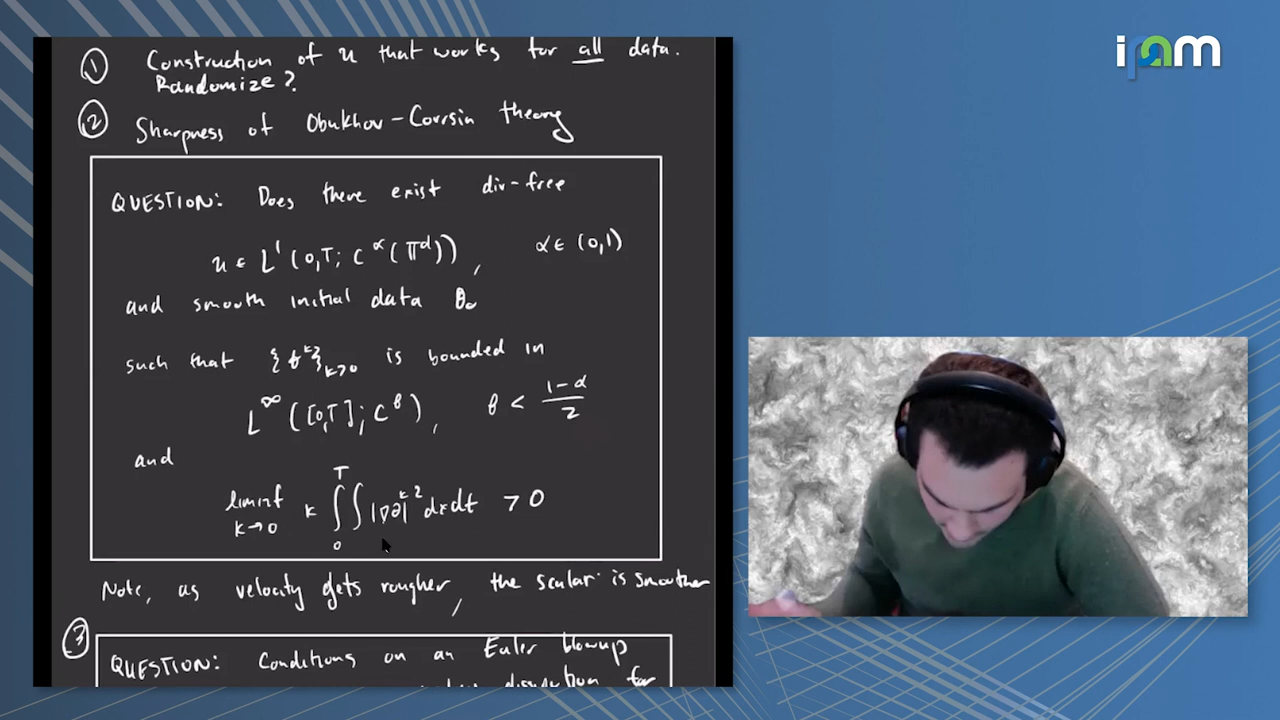 ipam
① Construction of u that works for all data.
Randomize?
② Sharpness of Obukhov-Corrsin theory
QUESTION: Does there exist div-free
u ∈ L¹(0,T; C^α(𝕋^d)), α ∈ (0,1)
and smooth initial data θ₀
such that {θ^κ}_{κ>0} is bounded in
L^∞([0,T]; C^β), β < (1-α)/2
and
liminf_{κ→0} κ ∫₀^T ∫ |∇θ^κ|² dx dt > 0
Note, as velocity gets rougher, the scalar is smoother
③ QUESTION: Conditions on an Euler blowup
dissipation for